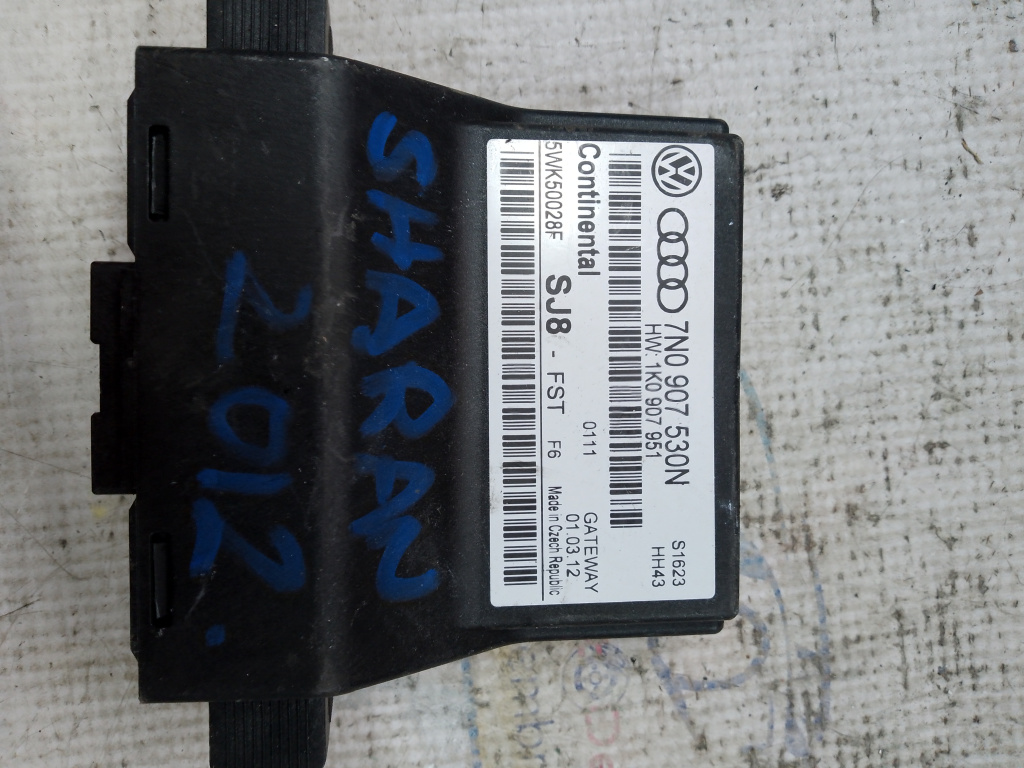 7N0 907 530N
S1623
HW: 1K0 907 951
HH43
Continental
0111
GATEWAY
SJ8 - FST
01.03.12
5WK50028F
F6
Made in Czech Republic
SHARAN
2012.